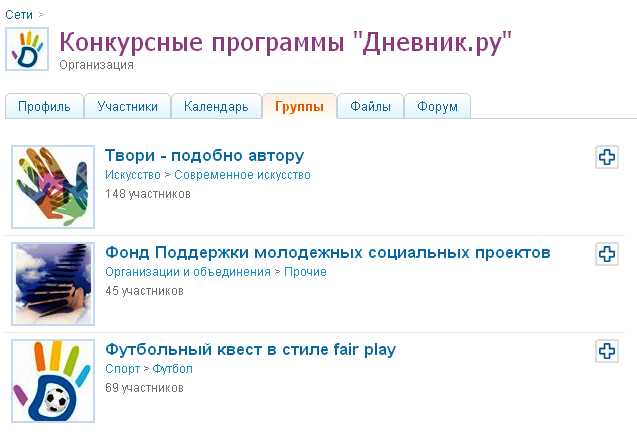 Сети >
Конкурсные программы "Дневник.ру"
Организация
Профиль Участники Календарь Группы Файлы Форум
Твори - подобно автору
Искусство > Современное искусство
148 участников
Фонд Поддержки молодежных социальных проектов
Организации и объединения > Прочие
45 участников
Футбольный квест в стиле fair play
Спорт > Футбол
69 участников